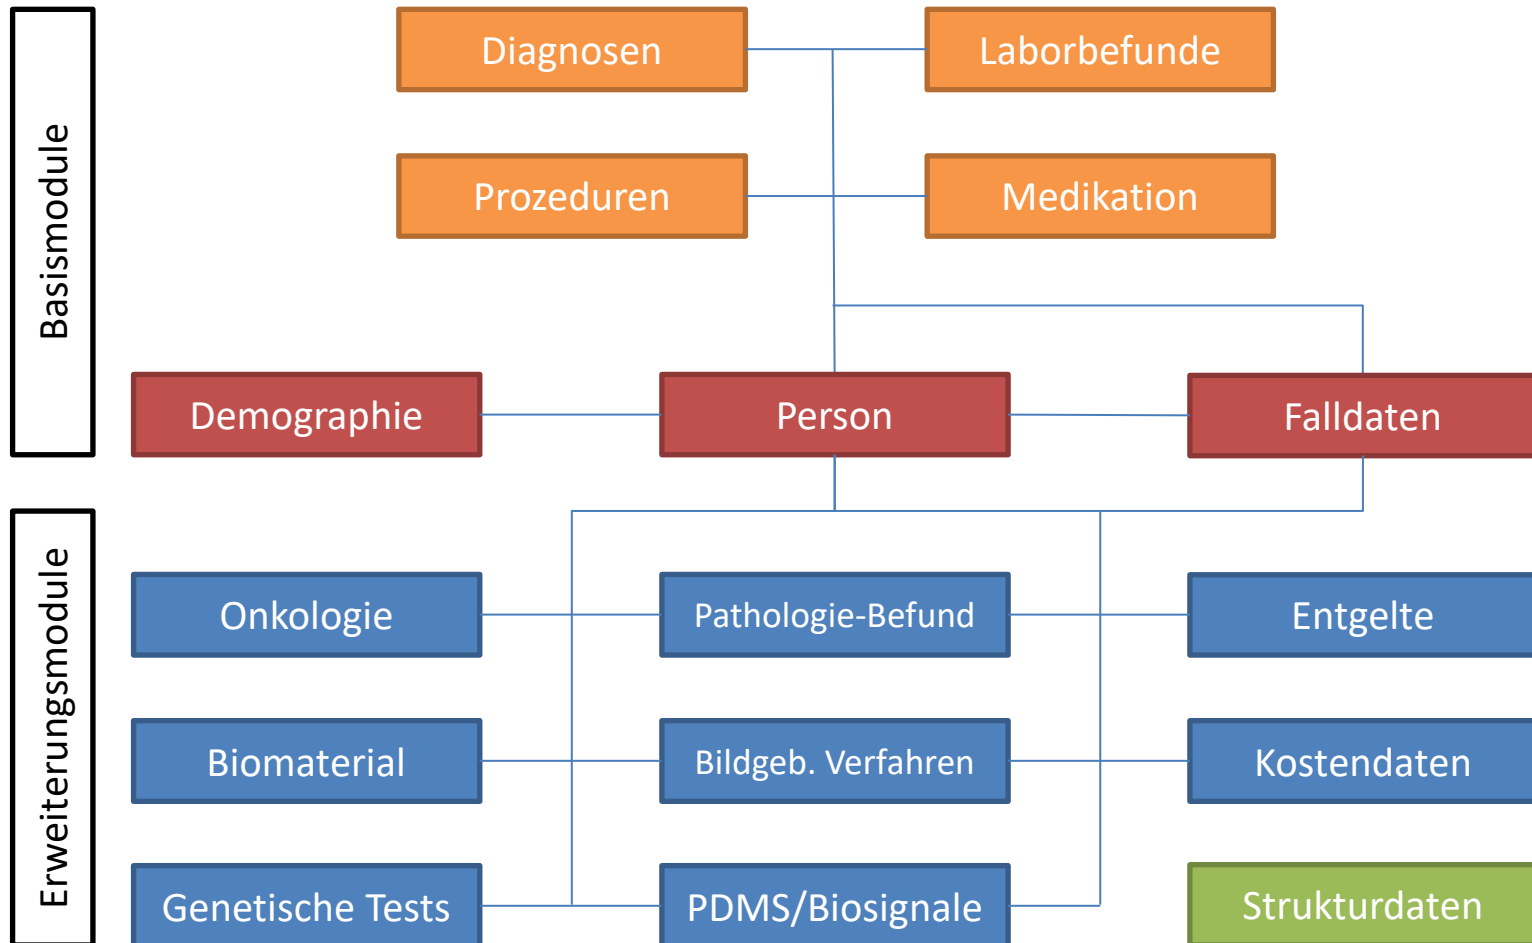 Basismodule
Diagnosen
Laborbefunde
Prozeduren
Medikation
Demographie
Person
Falldaten
Erweiterungsmodule
Onkologie
Pathologie-Befund
Entgelte
Biomaterial
Bildgeb. Verfahren
Kostendaten
Genetische Tests
PDMS/Biosignale
Strukturdaten